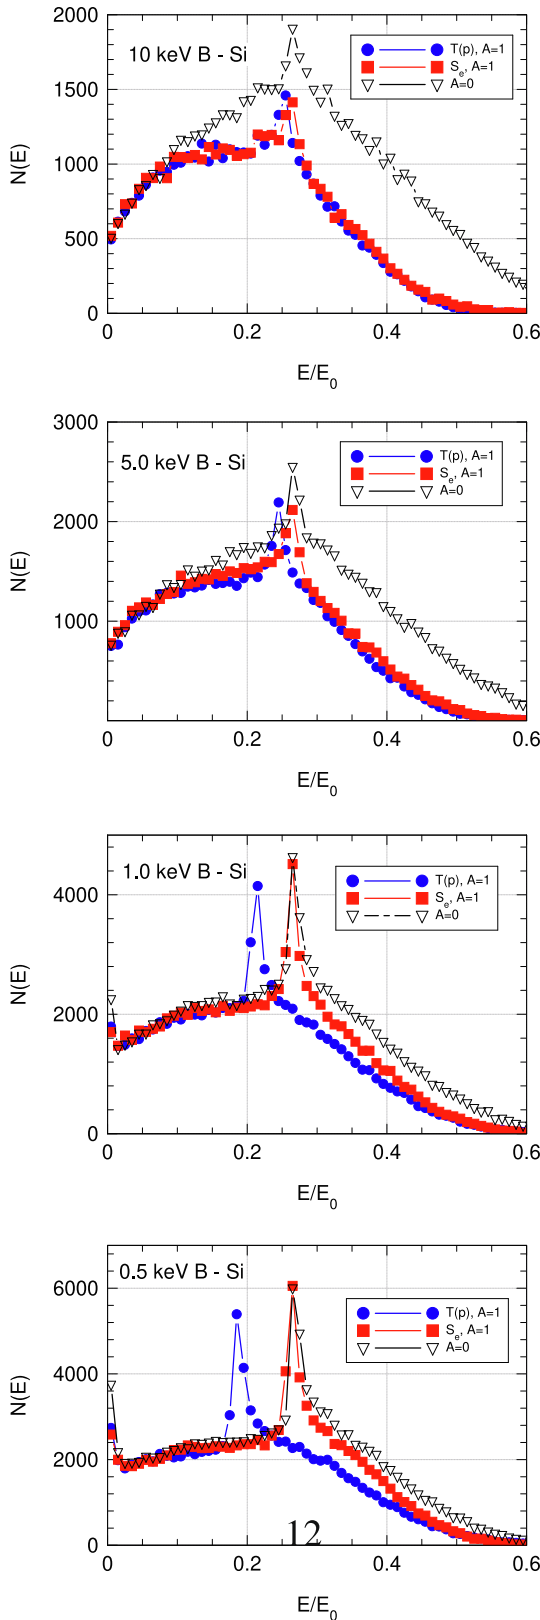 2000
1500
1000
500
0
N(E)
10 keV B - Si
T(p), A=1
S_e, A=1
A=0
0
0.2
0.4
0.6
E/E_0
3000
2000
1000
N(E)
5.0 keV B - Si
T(p), A=1
S_e, A=1
A=0
0
0.2
0.4
0.6
E/E_0
4000
2000
0
N(E)
1.0 keV B - Si
T(p), A=1
S_e, A=1
A=0
0
0.2
0.4
0.6
E/E_0
6000
4000
2000
0
N(E)
0.5 keV B - Si
T(p), A=1
S_e, A=1
A=0
12
0
0.2
0.4
0.6
E/E_0